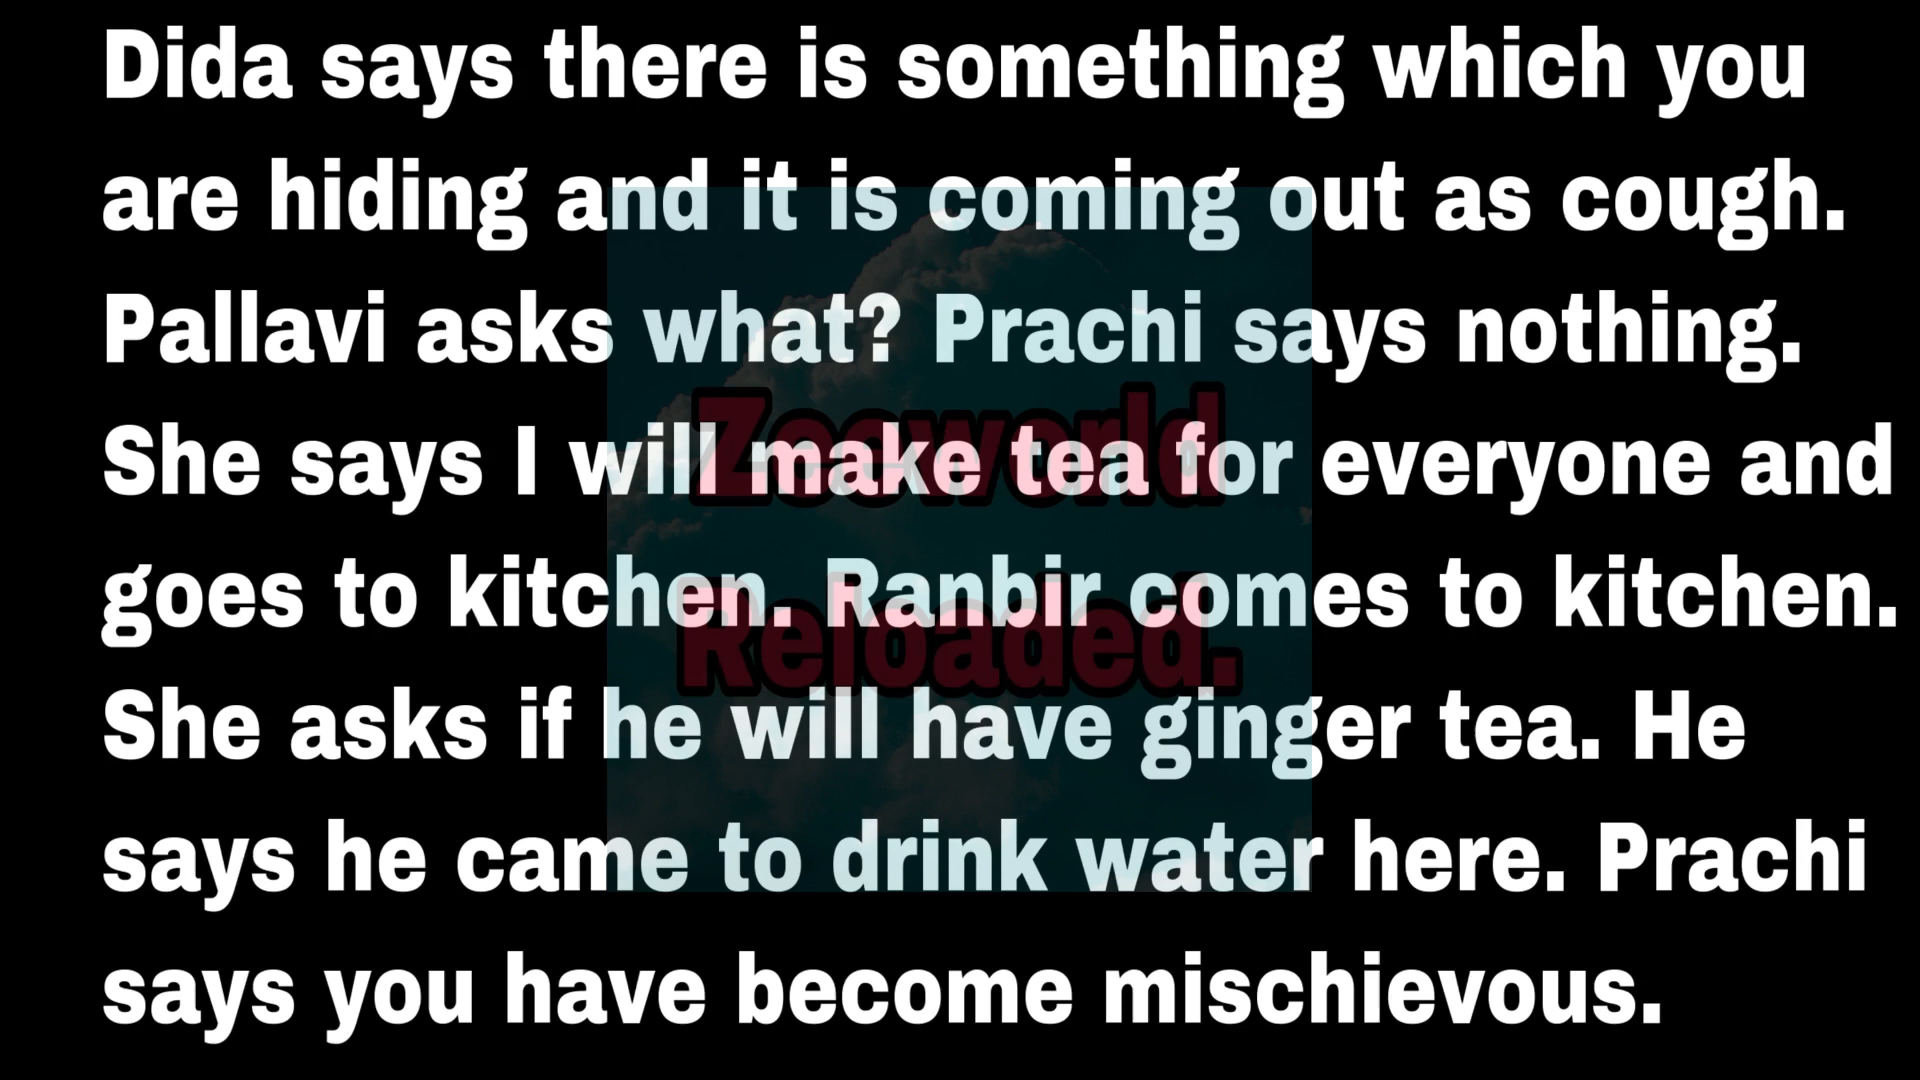 Dida says there is something which you
are hiding and it is coming out as cough.
Pallavi asks what? Prachi says nothing.
She says I will make tea for everyone and
goes to kitchen. Ranbir comes to kitchen.
She asks if he will have ginger tea. He
says he came to drink water here. Prachi
says you have become mischievous.
Zeeworld
Reloaded.